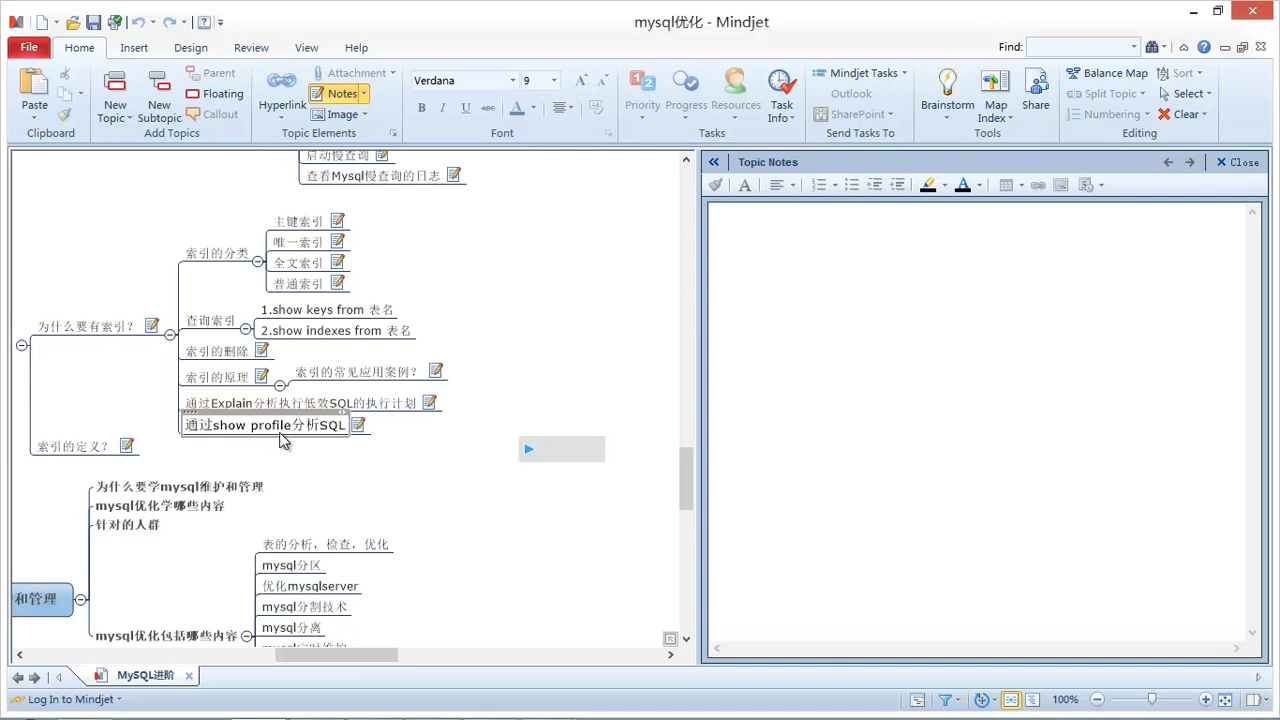 mysql优化 - Mindjet
File
Home
Insert
Design
Review
View
Help
Find:
Paste
Clipboard
New Topic
New Subtopic
Parent
Floating
Callout
Add Topics
Hyperlink
Attachment
Notes
Image
Topic Elements
Verdana
9
B I U ABC A
Font
Priority
Progress
Resources
Task Info
Tasks
Mindjet Tasks
Outlook
SharePoint
Send Tasks To
Brainstorm
Map Index
Share
Tools
Balance Map
Split Topic
Numbering
Sort
Select
Clear
Editing
启动慢查询
查看Mysql慢查询的日志
主键索引
索引的分类
唯一索引
全文索引
普通索引
1.show keys from 表名
查询索引
2.show indexes from 表名
为什么要有索引？
索引的删除
索引的原理
索引的常见应用案例？
通过Explain分析执行低效SQL的执行计划
通过show profile分析SQL
索引的定义？
为什么要学mysql维护和管理
mysql优化学哪些内容
针对的人群
表的分析，检查，优化
mysql分区
优化mysqlserver
和管理
mysql分割技术
mysql分离
mysql优化包括哪些内容
mysql定时维护
Topic Notes
Close
MySQL进阶
Log In to Mindjet
100%